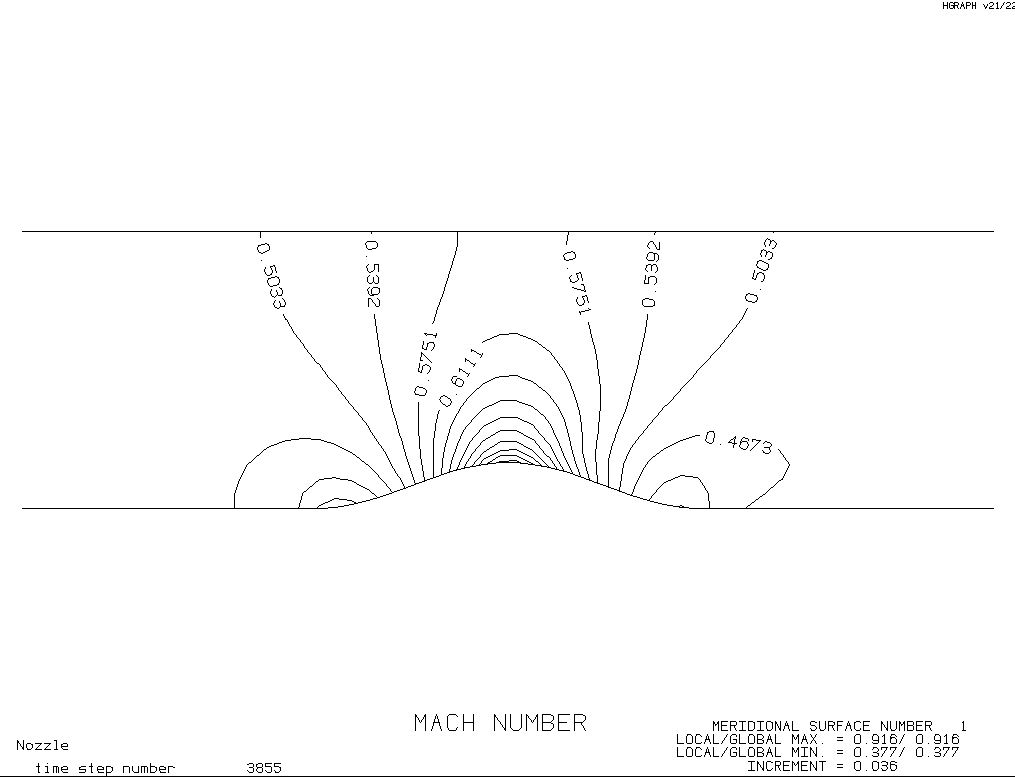 HGRAPH v21/22
0.5033
0.5392
0.5751
0.6111
0.5751
0.5392
0.5033
0.4673
MACH NUMBER
MERIDIONAL SURFACE NUMBER 1
LOCAL/GLOBAL MAX. = 0.916/ 0.916
LOCAL/GLOBAL MIN. = 0.377/ 0.377
INCREMENT = 0.036
Nozzle
time step number 3855